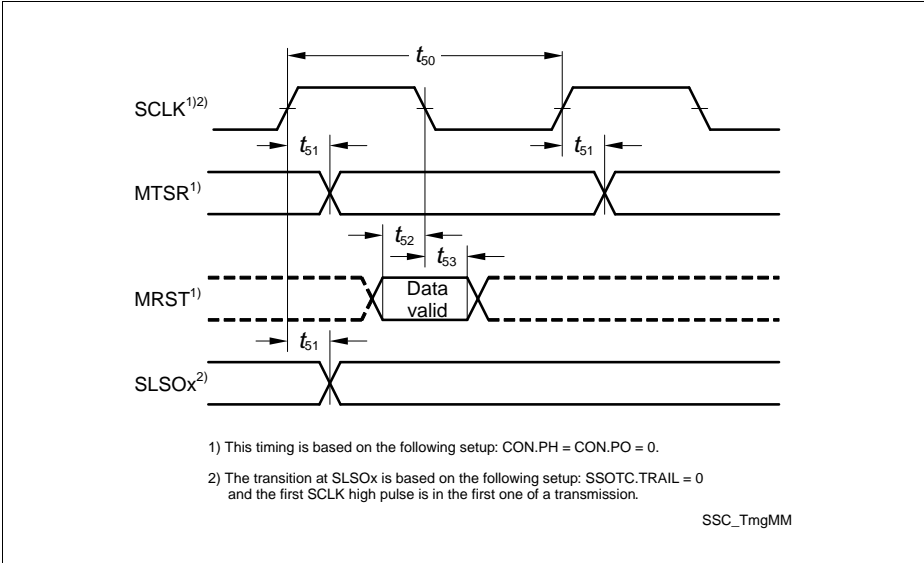 t50
SCLK1)2)
t51
t51
MTSR1)
t52
t53
MRST1)
Data
valid
t51
SLSOx2)
1) This timing is based on the following setup: CON.PH = CON.PO = 0.
2) The transition at SLSOx is based on the following setup: SSOTC.TRAIL = 0
and the first SCLK high pulse is in the first one of a transmission.
SSC_TmgMM